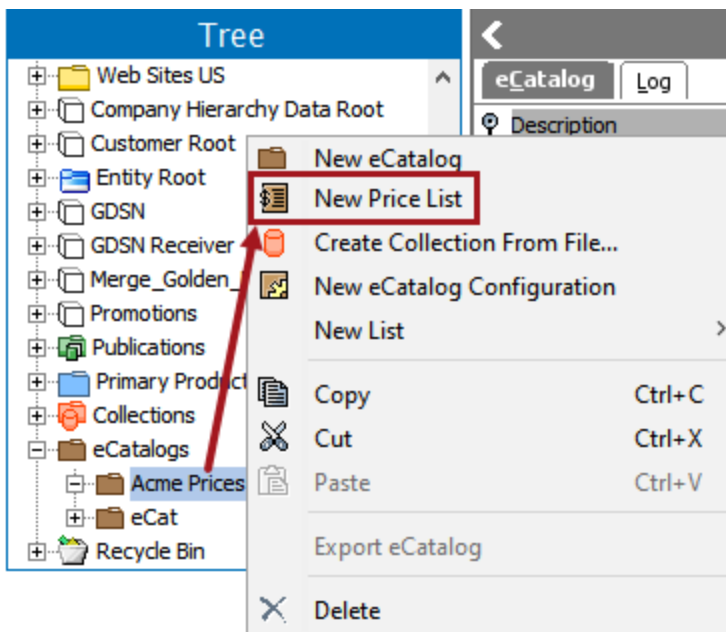 Tree
Web Sites US
Company Hierarchy Data Root
Customer Root
Entity Root
GDSN
GDSN Receiver
Merge_Golden_
Promotions
Publications
Primary Product
Collections
eCatalogs
Acme Prices
eCat
Recycle Bin
eCatalog Log
Description
New eCatalog
New Price List
Create Collection From File...
New eCatalog Configuration
New List
Copy Ctrl+C
Cut Ctrl+X
Paste Ctrl+V
Export eCatalog
Delete